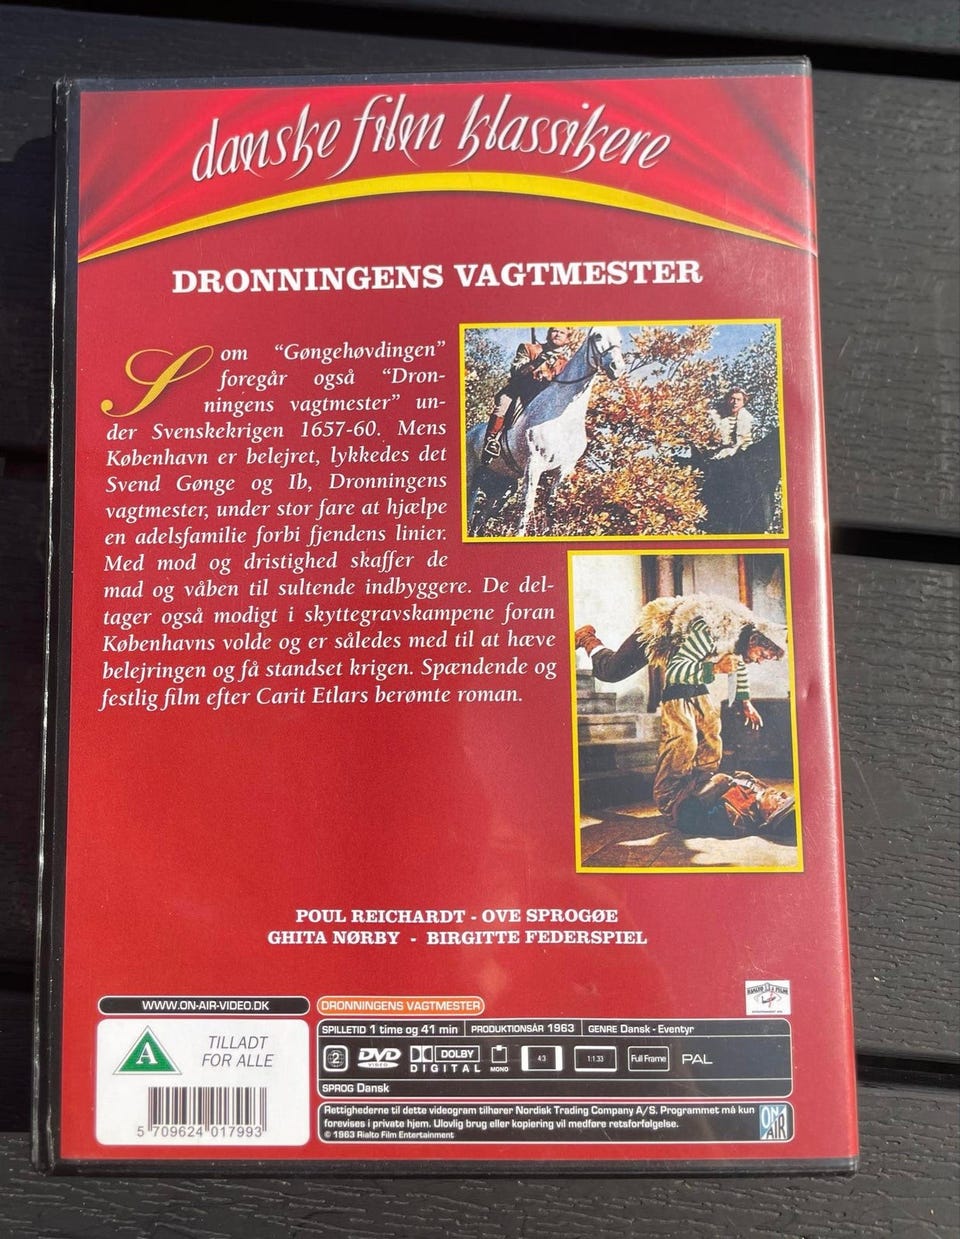 danske film klassikere
DRONNINGENS VAGTMESTER
Som "Gøngehøvdingen"
foregår også "Dron-
ningens vagtmester" un-
der Svenskekrigen 1657-60. Mens
København er belejret, lykkedes det
Svend Gønge og Ib, Dronningens
vagtmester, under stor fare at hjælpe
en adelsfamilie forbi fjendens linier.
Med mod og dristighed skaffer de
mad og våben til sultende indbyggere. De del-
tager også modigt i skyttegravskampene foran
Københavns volde og er således med til at hæve
belejringen og få standset krigen. Spændende og
festlig film efter Carit Etlars berømte roman.
POUL REICHARDT - OVE SPROGØE
GHITA NØRBY - BIRGITTE FEDERSPIEL
WWW.ON-AIR-VIDEO.DK
A
TILLADT
FOR ALLE
5 709624 017993
DRONNINGENS VAGTMESTER
SPILLETID 1 time og 41 min PRODUKTIONSÅR 1963 GENRE Dansk - Eventyr
2 DVD VIDEO DOLBY DIGITAL MONO 4:3 1:1.33 Full Frame PAL
SPROG Dansk
Rettighederne til dette videogram tilhører Nordisk Trading Company A/S. Programmet må kun
forevises i private hjem. Ulovlig brug eller kopiering vil medføre retsforfølgelse.
© 1963 Rialto Film Entertainment
ON AIR